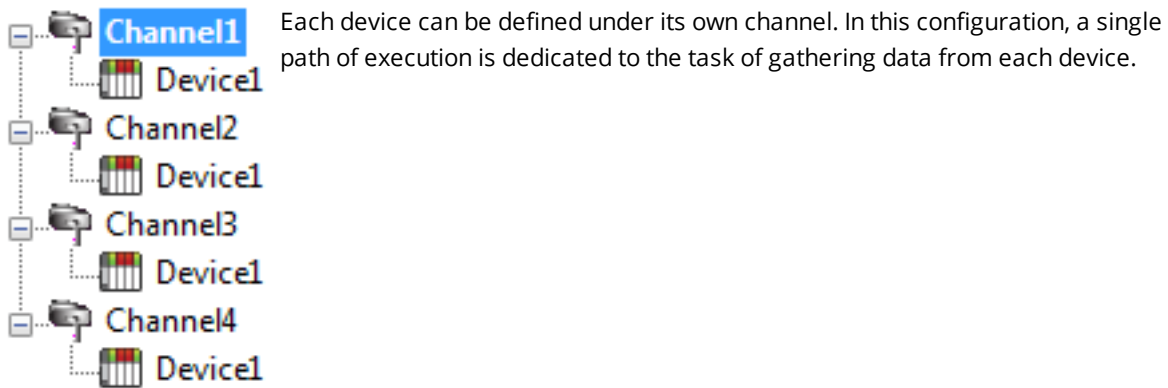 Channel1
Device1
Channel2
Device1
Channel3
Device1
Channel4
Device1
Each device can be defined under its own channel. In this configuration, a single
path of execution is dedicated to the task of gathering data from each device.